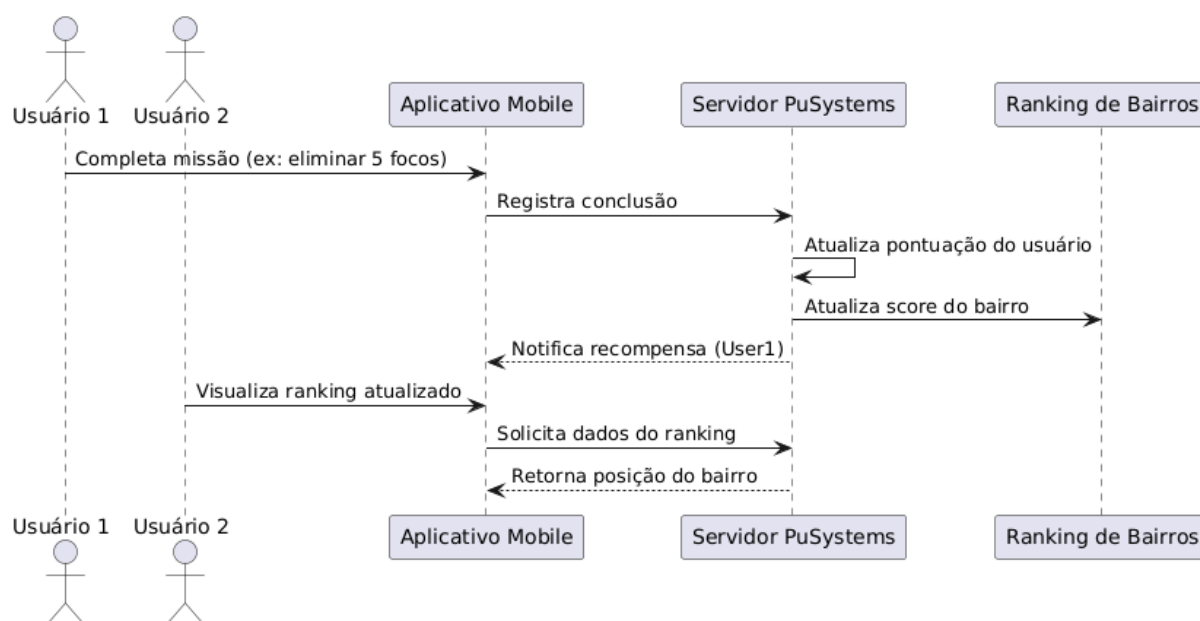 Usuário 1
Usuário 2
Aplicativo Mobile
Servidor PuSystems
Ranking de Bairros
Completa missão (ex: eliminar 5 focos)
Registra conclusão
Atualiza pontuação do usuário
Atualiza score do bairro
Notifica recompensa (User1)
Visualiza ranking atualizado
Solicita dados do ranking
Retorna posição do bairro
Usuário 1
Usuário 2
Aplicativo Mobile
Servidor PuSystems
Ranking de Bairros